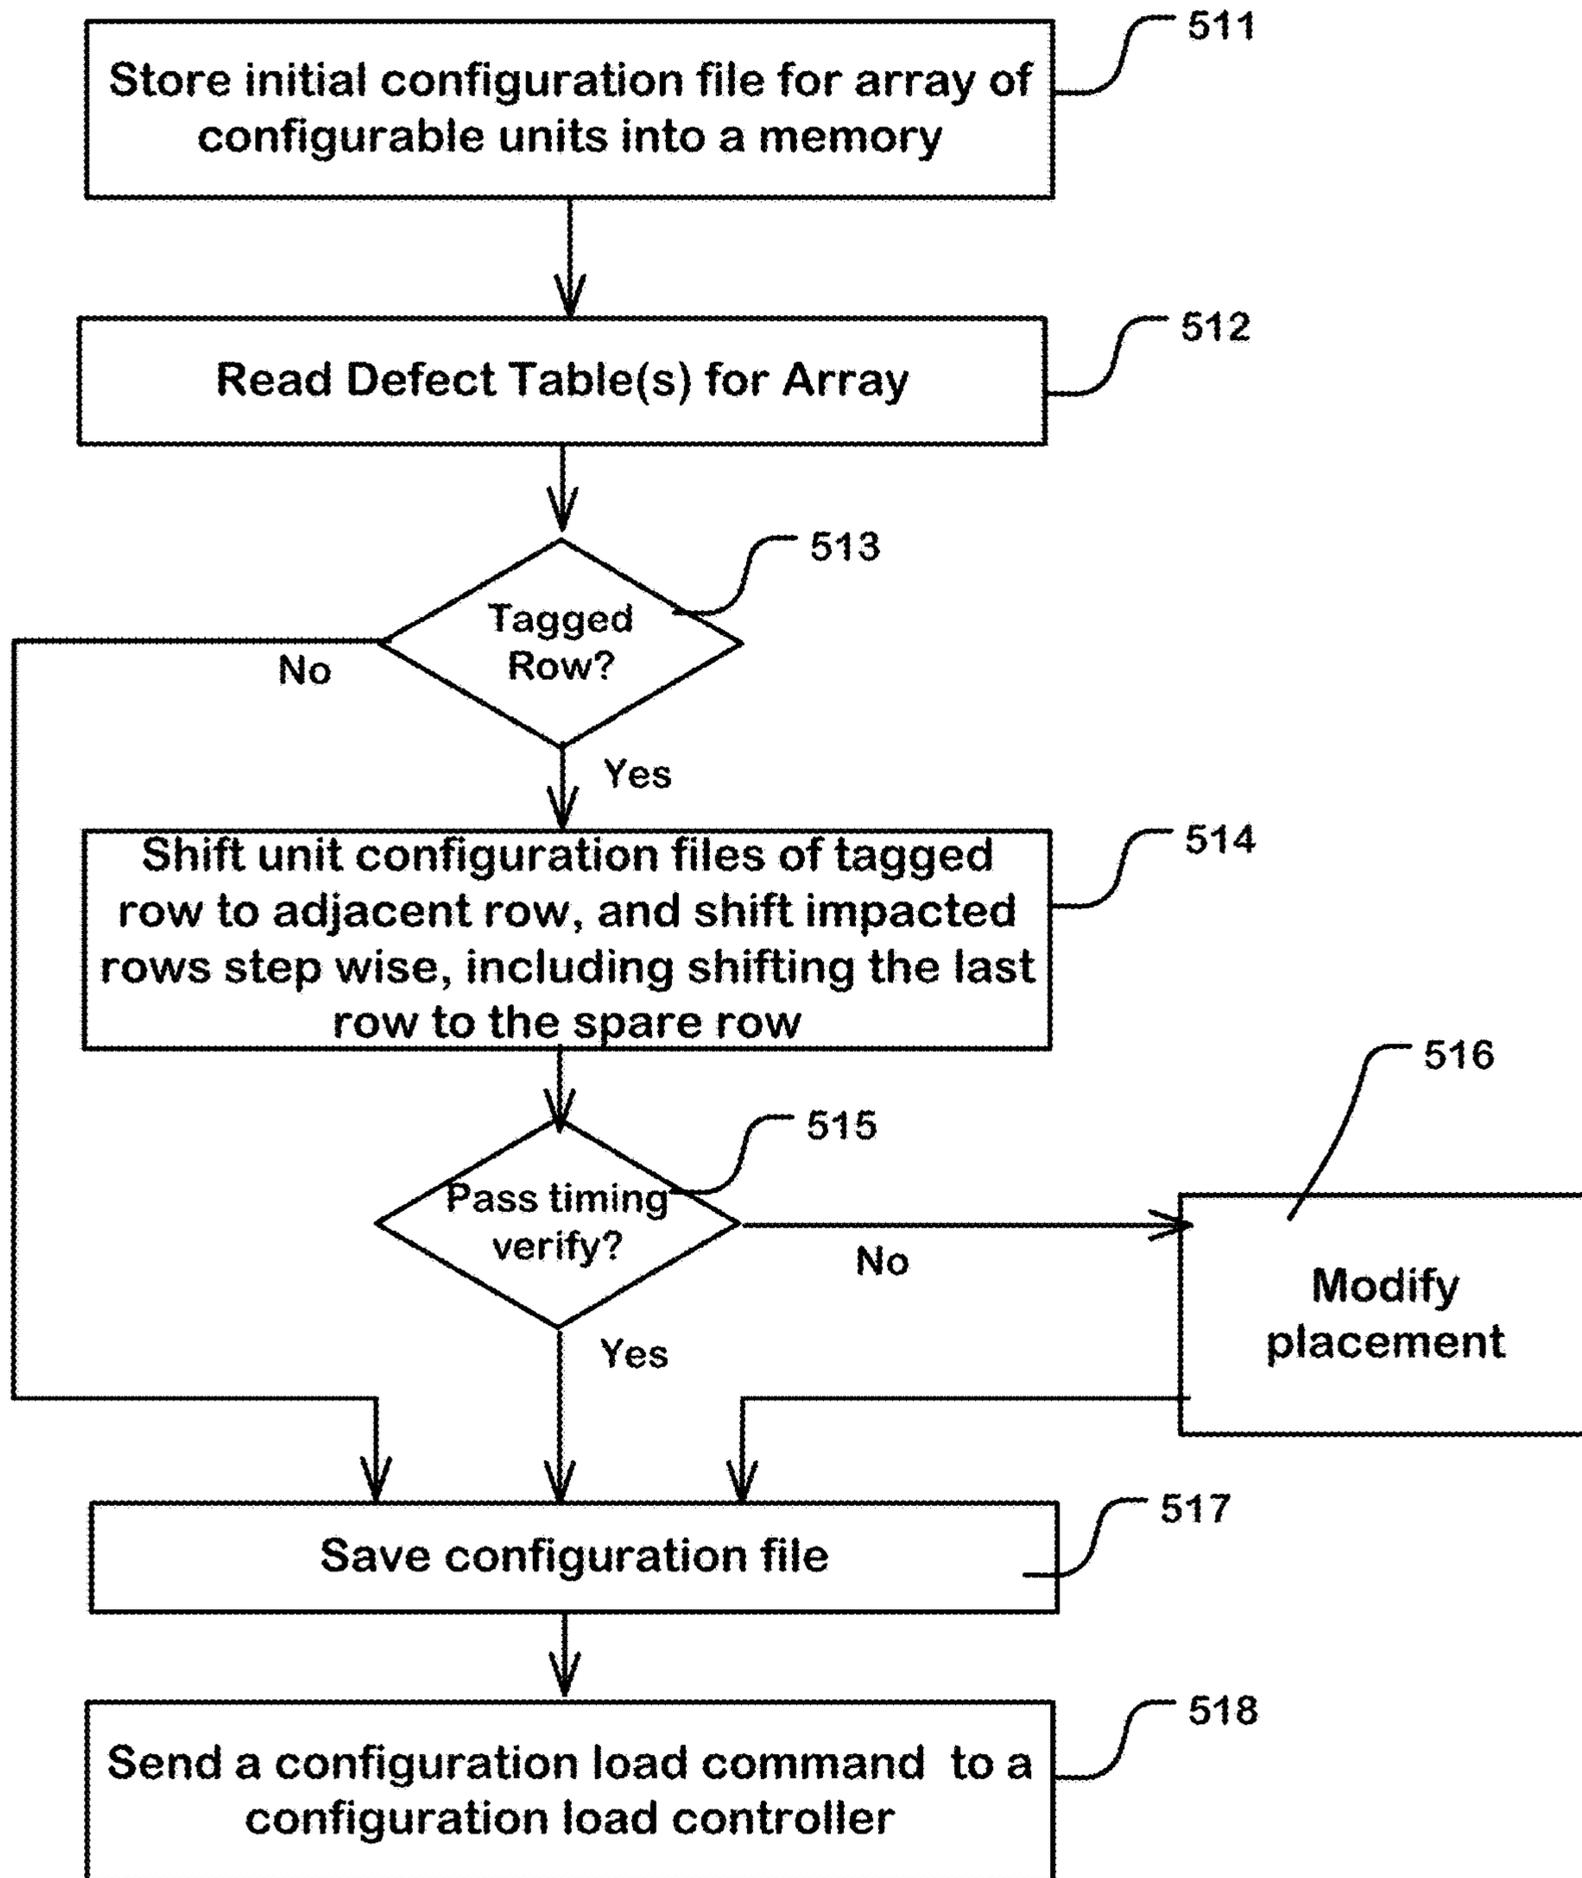 511
Store initial configuration file for array of
configurable units into a memory
512
Read Defect Table(s) for Array
513
Tagged
Row?
No
Yes
514
Shift unit configuration files of tagged
row to adjacent row, and shift impacted
rows step wise, including shifting the last
row to the spare row
516
515
Pass timing
verify?
No
Modify
placement
Yes
517
Save configuration file
518
Send a configuration load command to a
configuration load controller